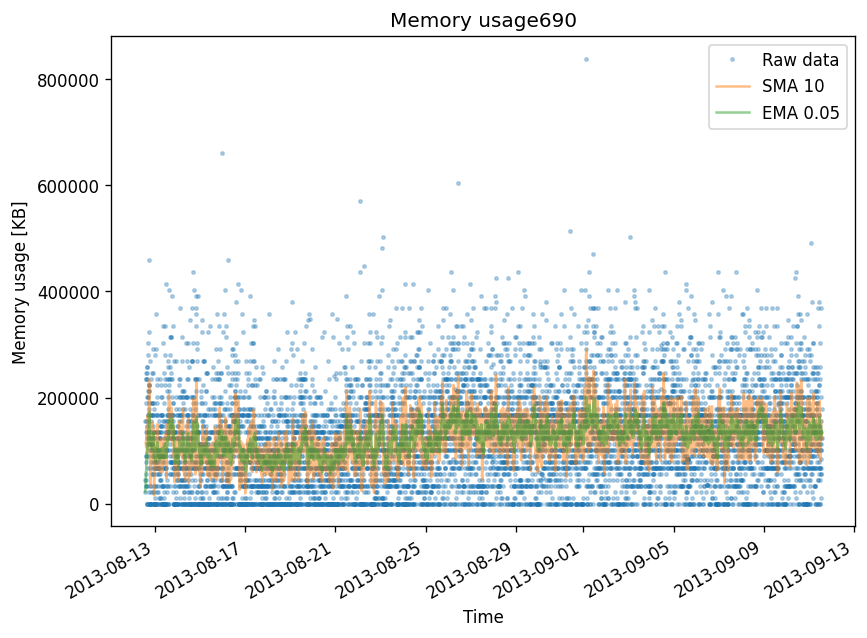 Memory usage690
Raw data
SMA 10
EMA 0.05
800000
600000
400000
200000
0
Memory usage [KB]
2013-08-13
2013-08-17
2013-08-21
2013-08-25
2013-08-29
2013-09-01
2013-09-05
2013-09-09
2013-09-13
Time